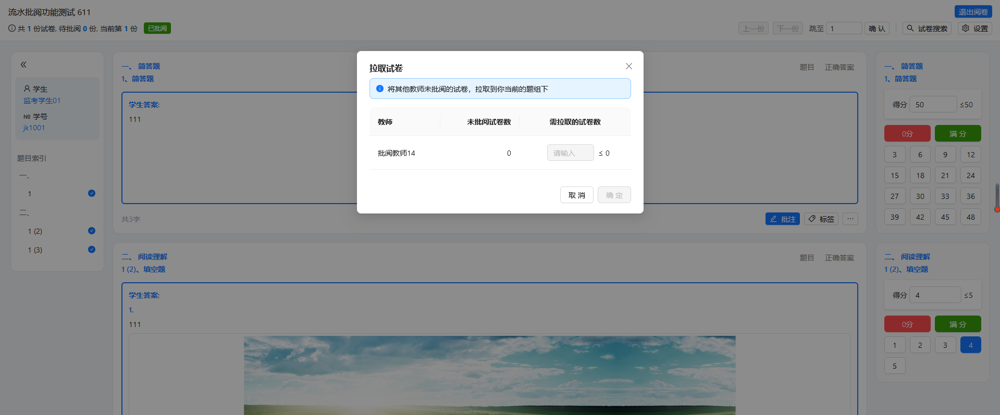 流水批阅功能测试 611
退出阅卷
共 1 份试卷, 待批阅 0 份, 当前第 1 份 已批阅
上一份 下一份 跳至 1 确 认 试卷搜索 设置
学生
监考学生01
№ 学号
jk1001
题目索引
一、
1
二、
1 (2)
1 (3)
一、 简答题
1、简答题
题目 正确答案
学生答案:
111
共3字
批注 标签 ···
二、 阅读理解
1 (2)、填空题
题目 正确答案
学生答案:
1.
111
拉取试卷
将其他教师未批阅的试卷，拉取到你当前的题组下
教师 未批阅试卷数 需拉取的试卷数
批阅教师14 0 请输入 ≤ 0
取 消 确 定
一、 简答题
1、简答题
得分 50 ≤50
0分 满 分
3 6 9 12
15 18 21 24
27 30 33 36
39 42 45 48
二、 阅读理解
1 (2)、填空题
得分 4 ≤5
0分 满 分
1 2 3 4
5